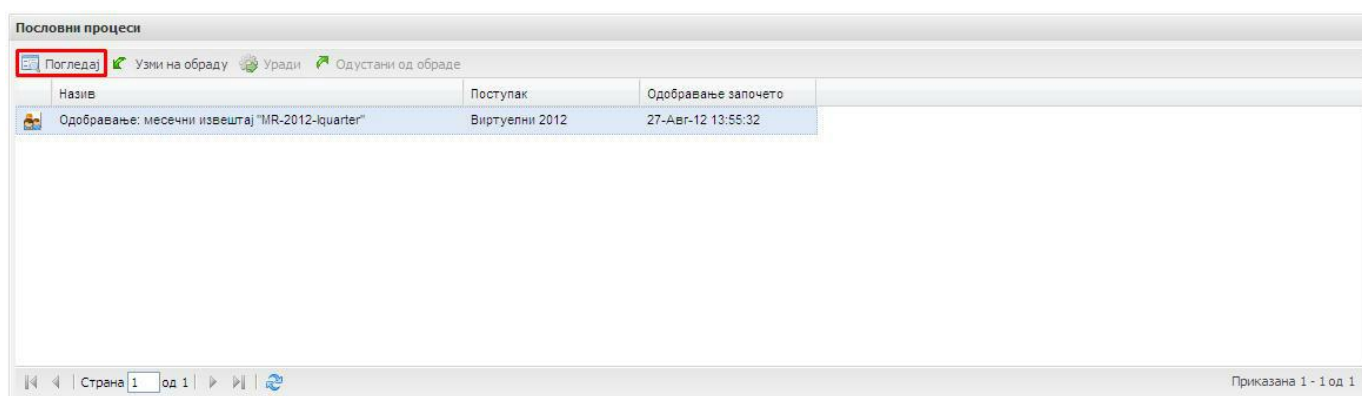 Пословни процеси
Погледај Узми на обраду Уради Одустани од обраде
Назив Поступак Одобравање започето
Одобравање: месечни извештај "MR-2012-Iquarter" Виртуелни 2012 27-Авг-12 13:55:32
Страна 1 од 1 Приказана 1 - 1 од 1